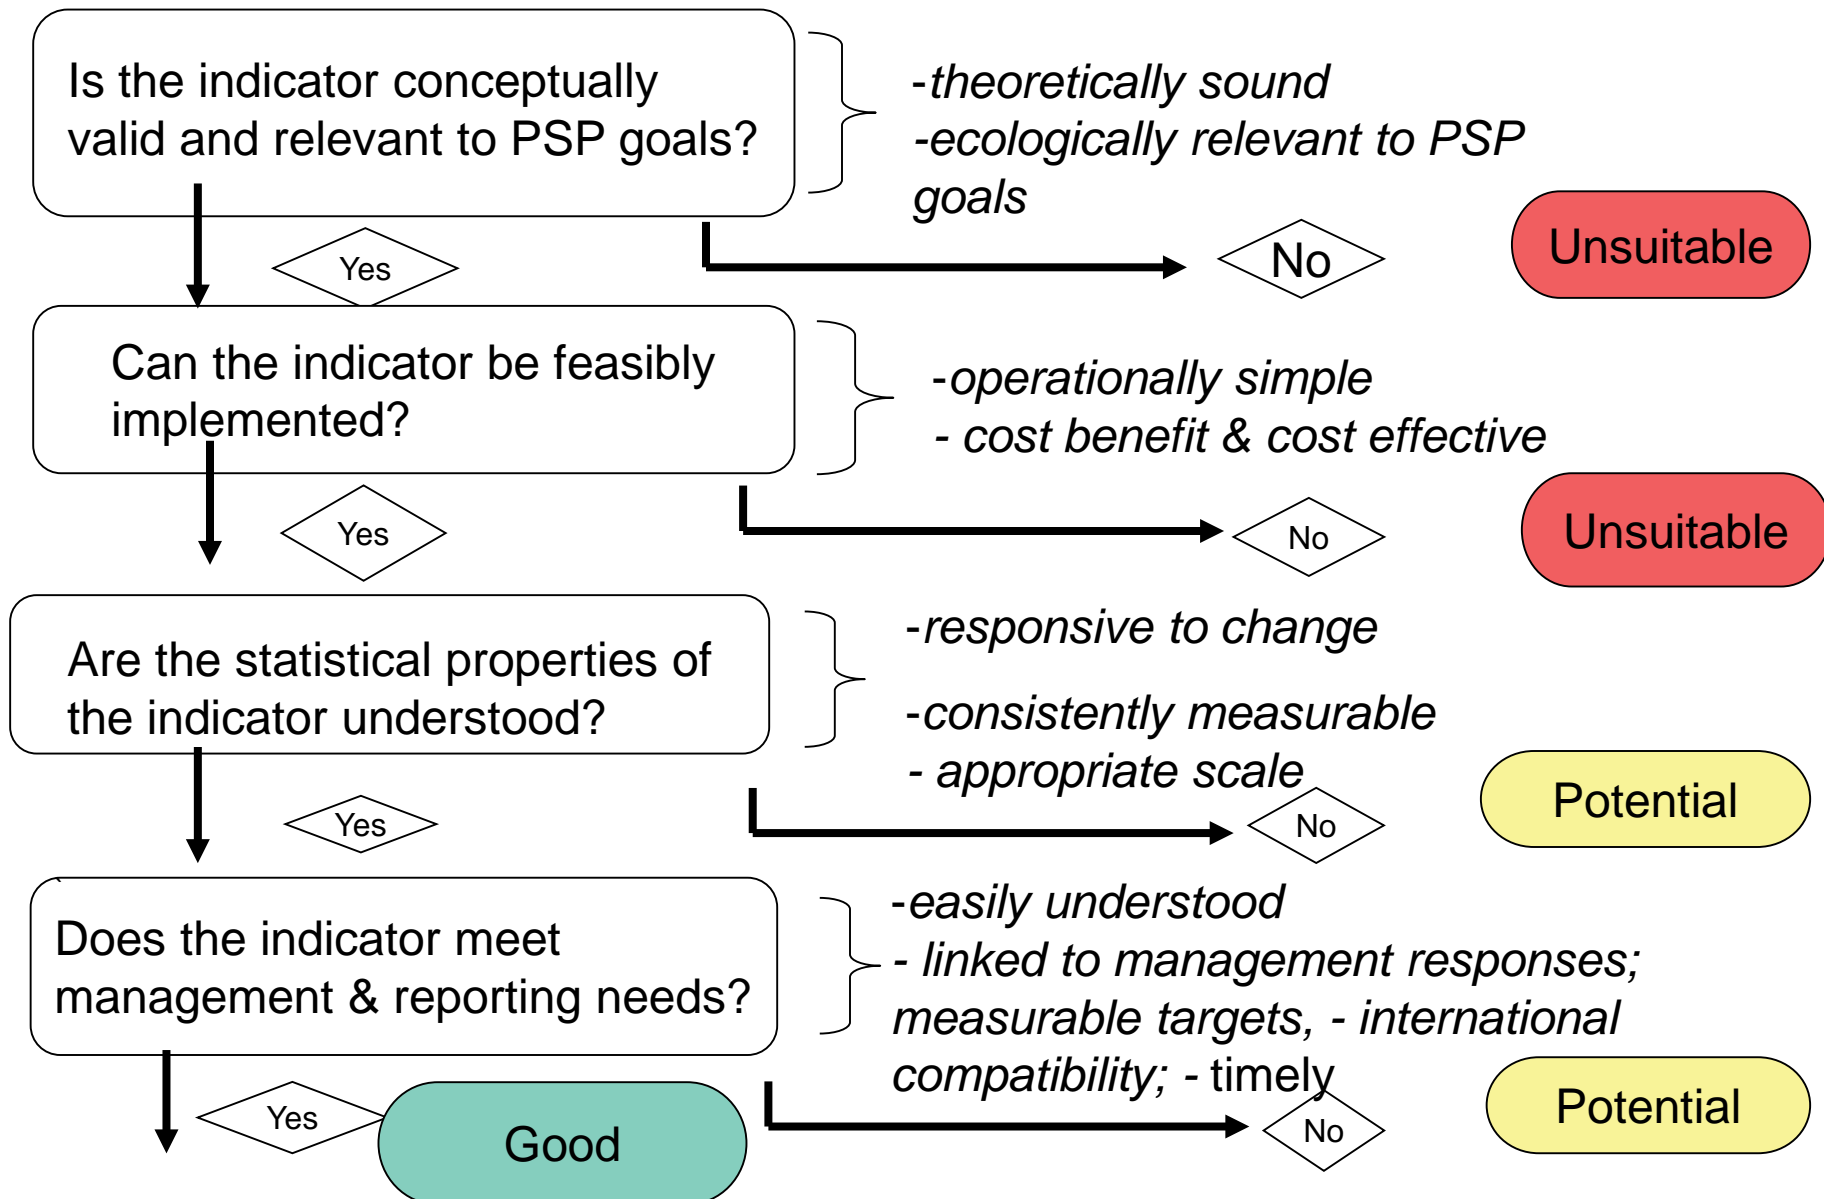 Is the indicator conceptually
valid and relevant to PSP goals?
-theoretically sound
-ecologically relevant to PSP
goals
Yes
No
Unsuitable
Can the indicator be feasibly
implemented?
-operationally simple
- cost benefit & cost effective
Yes
No
Unsuitable
Are the statistical properties of
the indicator understood?
-responsive to change
-consistently measurable
- appropriate scale
Yes
No
Potential
`
Does the indicator meet
management & reporting needs?
-easily understood
- linked to management responses;
measurable targets, - international
compatibility; - timely
Yes
Good
No
Potential